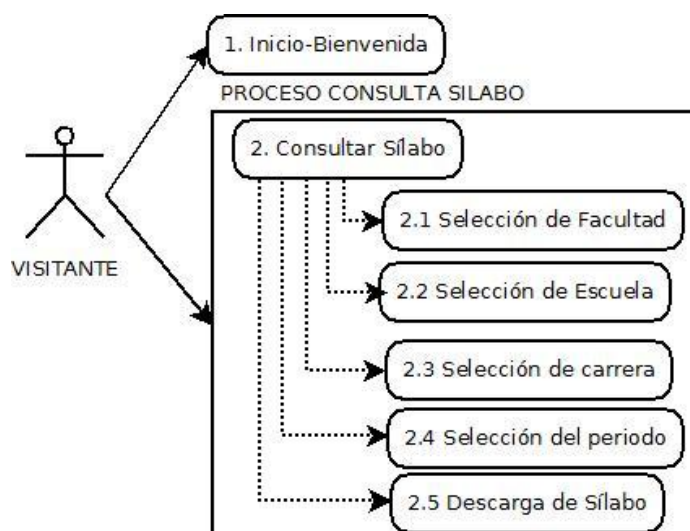 1. Inicio-Bienvenida
PROCESO CONSULTA SILABO
2. Consultar Sílabo
2.1 Selección de Facultad
VISITANTE
2.2 Selección de Escuela
2.3 Selección de carrera
2.4 Selección del periodo
2.5 Descarga de Sílabo